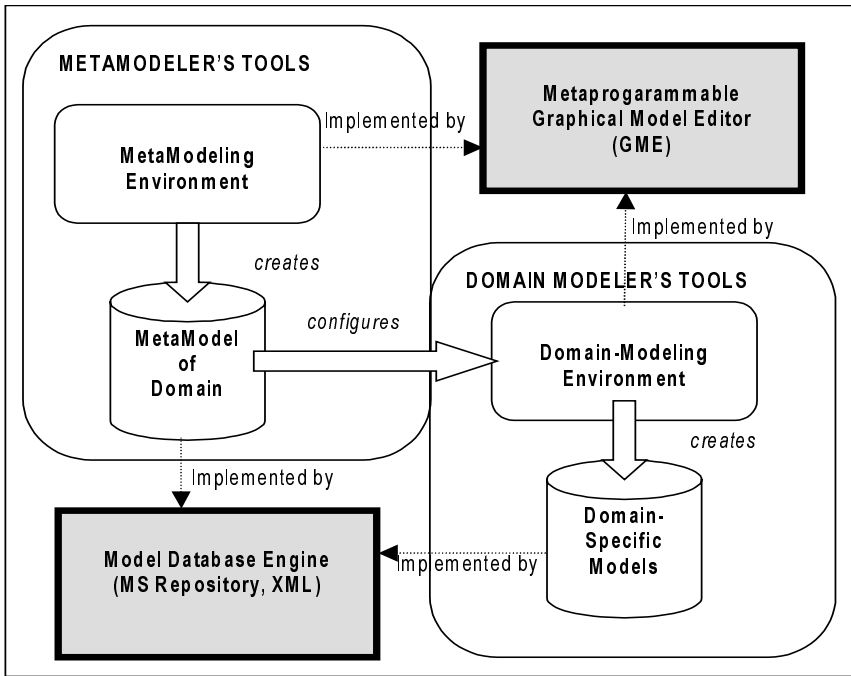 METAMODELER'S TOOLS
MetaModeling
Environment
Implemented by
Metaprogarammable
Graphical Model Editor
(GME)
creates
Implemented by
MetaModel
of
Domain
configures
DOMAIN MODELER'S TOOLS
Domain-Modeling
Environment
creates
Implemented by
Domain-
Specific
Models
Model Database Engine
(MS Repository, XML)
Implemented by